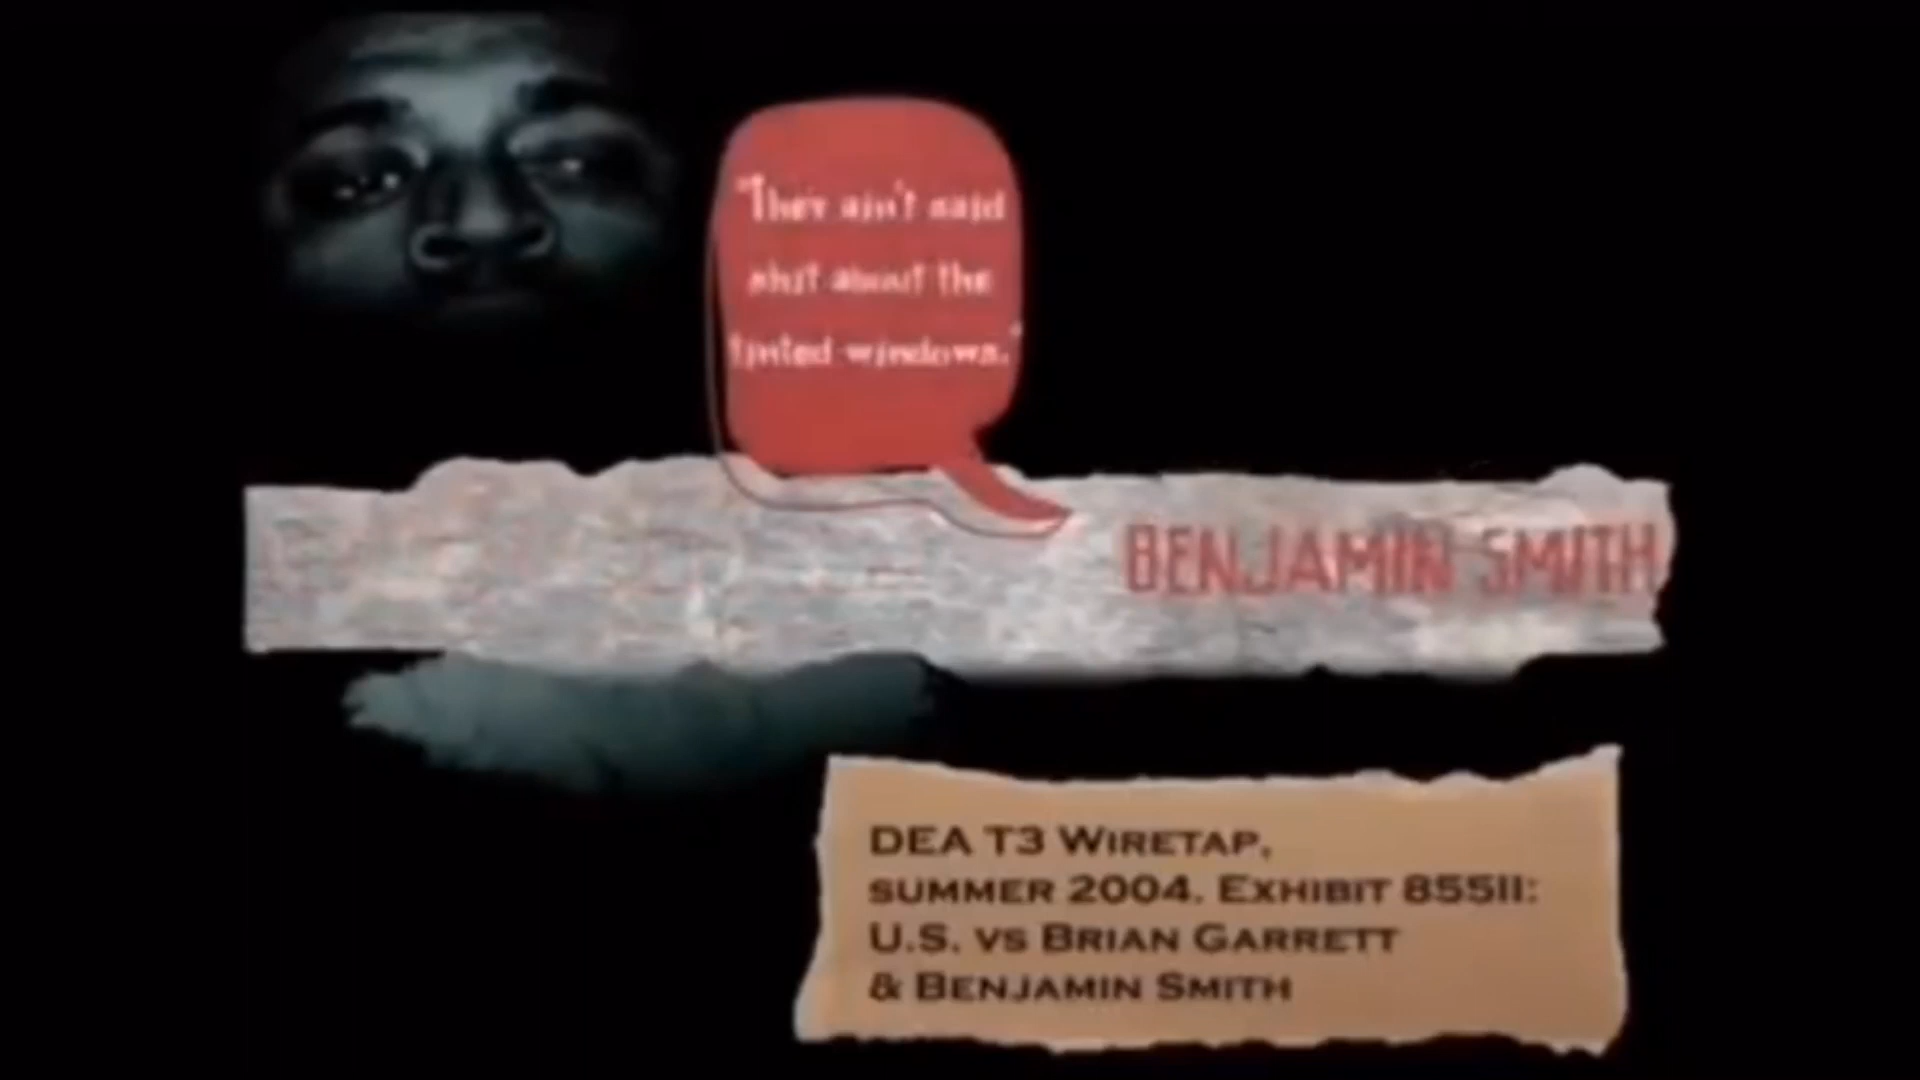 "They ain't said
shit about the
tinted windows."
BENJAMIN SMITH
DEA T3 WIRETAP,
SUMMER 2004. EXHIBIT 855II:
U.S. VS BRIAN GARRETT
& BENJAMIN SMITH